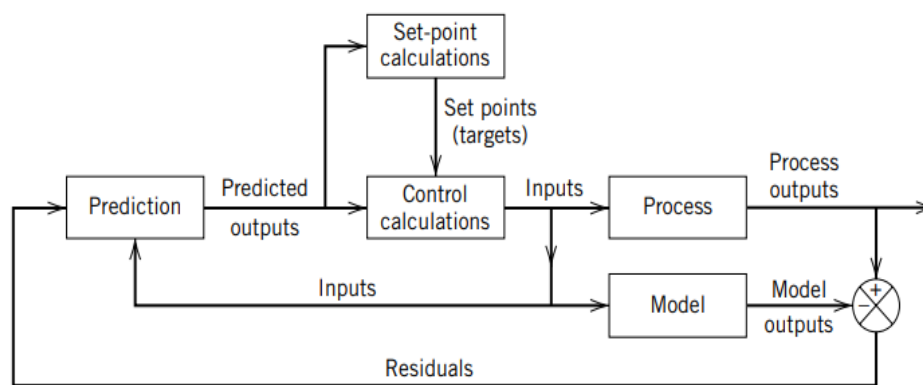 Set-point
calculations
Set points
(targets)
Prediction
Predicted
outputs
Control
calculations
Inputs
Process
Process
outputs
Inputs
Model
Model
outputs
+
−
Residuals